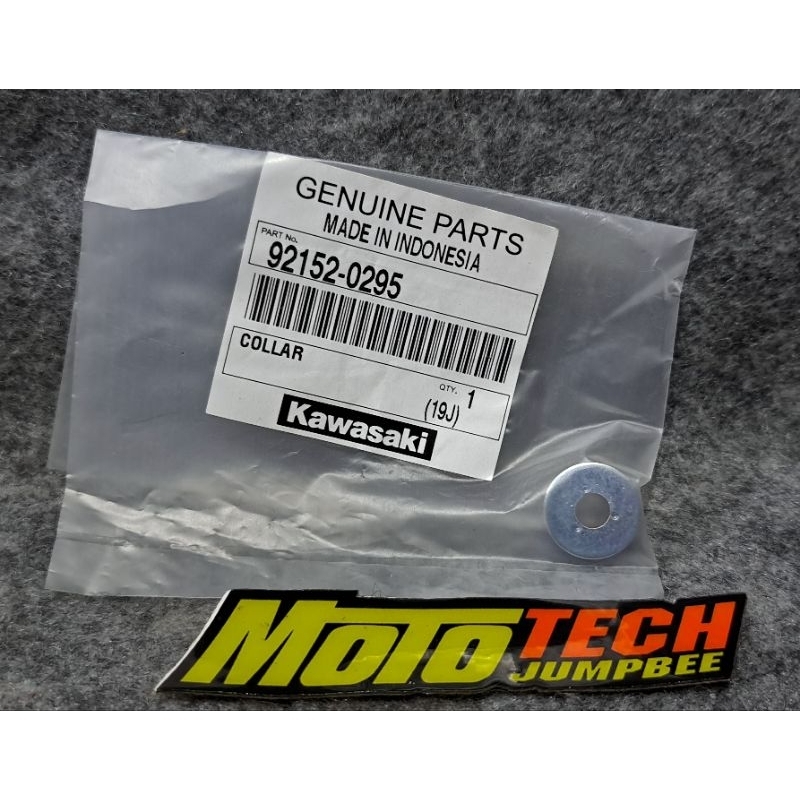 GENUINE PARTS
MADE IN INDONESIA
PART No.
92152-0295
COLLAR
QTY. 1
(19J)
Kawasaki
MOTOTECH
JUMPBEE